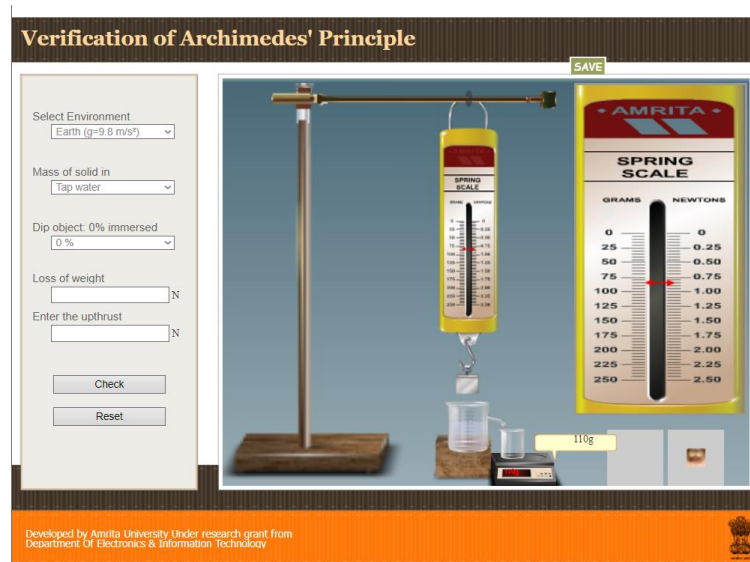 Verification of Archimedes' Principle
SAVE
Select Environment
Earth (g=9.8 m/s²)
Mass of solid in
Tap water
Dip object: 0% immersed
0 %
Loss of weight
N
Enter the upthrust
N
Check
Reset
SPRING
SCALE
• AMRITA •
SPRING
SCALE
GRAMS NEWTONS
0 0
25 0.25
50 0.50
75 0.75
100 1.00
125 1.25
150 1.50
175 1.75
200 2.00
225 2.25
250 2.50
110g
Developed by Amrita University Under research grant from
Department Of Electronics & Information Technology